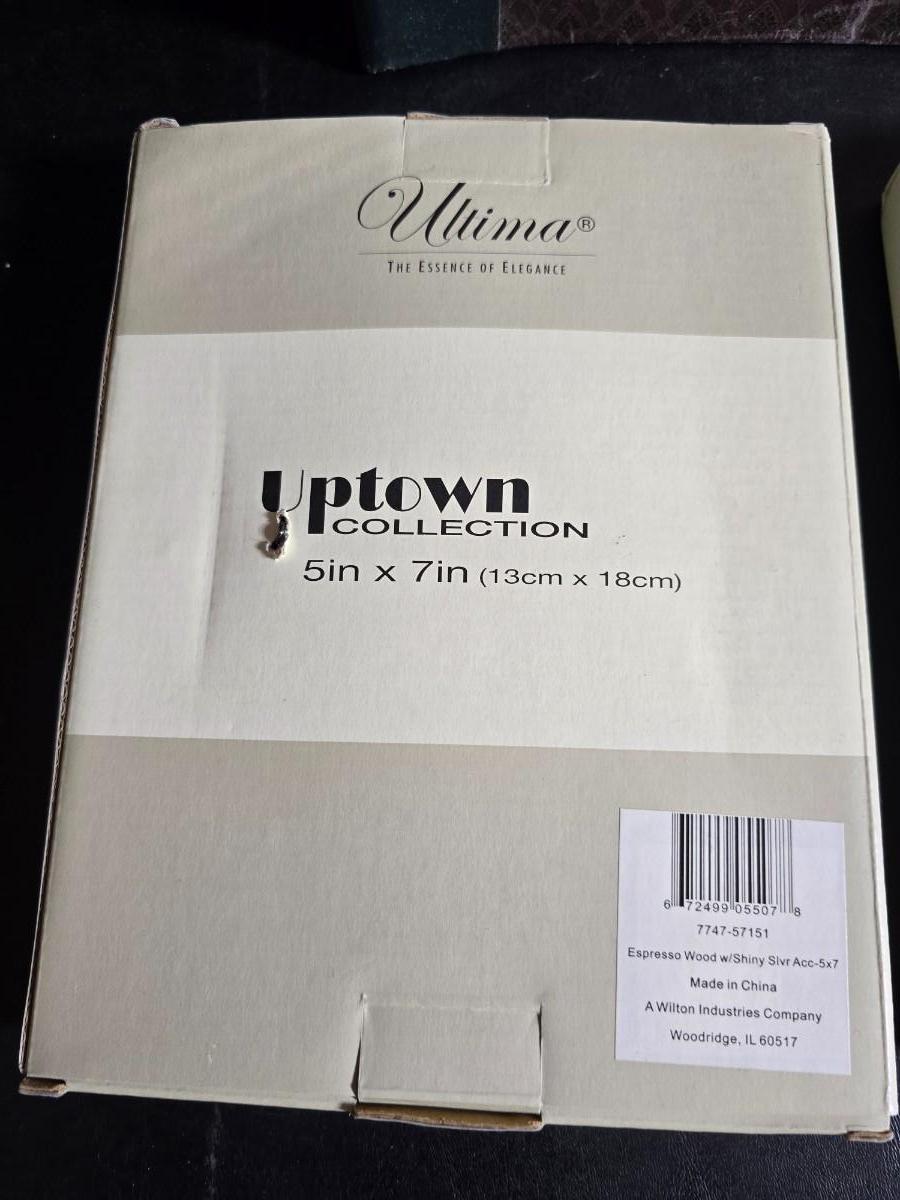 Ultima®
THE ESSENCE OF ELEGANCE
Uptown
COLLECTION
5in x 7in (13cm x 18cm)
6 72499 05507 8
7747-57151
Espresso Wood w/Shiny Slvr Acc-5x7
Made in China
A Wilton Industries Company
Woodridge, IL 60517